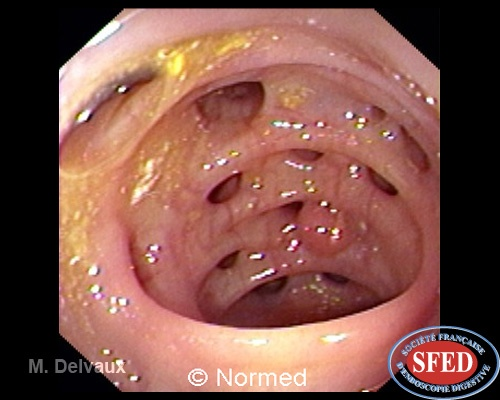 SOCIÉTÉ FRANÇAISE
SFED
D'ENDOSCOPIE DIGESTIVE
M. Delvaux
© Normed